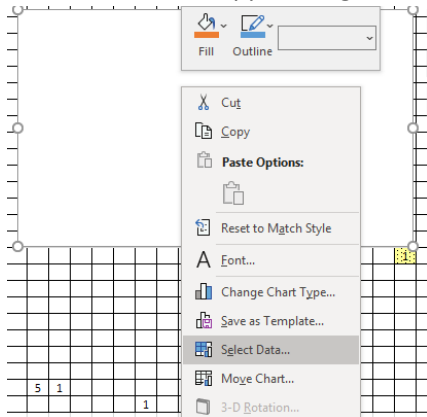 Fill Outline
Cut
Copy
Paste Options:
Reset to Match Style
A Font...
Change Chart Type...
Save as Template...
1
Select Data...
Move Chart...
5 1
1
3-D Rotation...